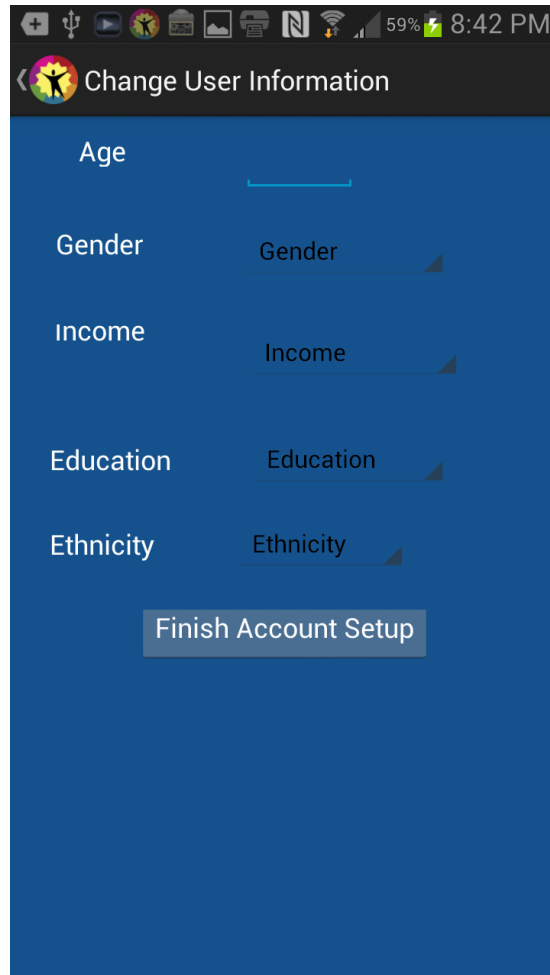 59% 8:42 PM
Change User Information
Age
Gender Gender
Income Income
Education Education
Ethnicity Ethnicity
Finish Account Setup